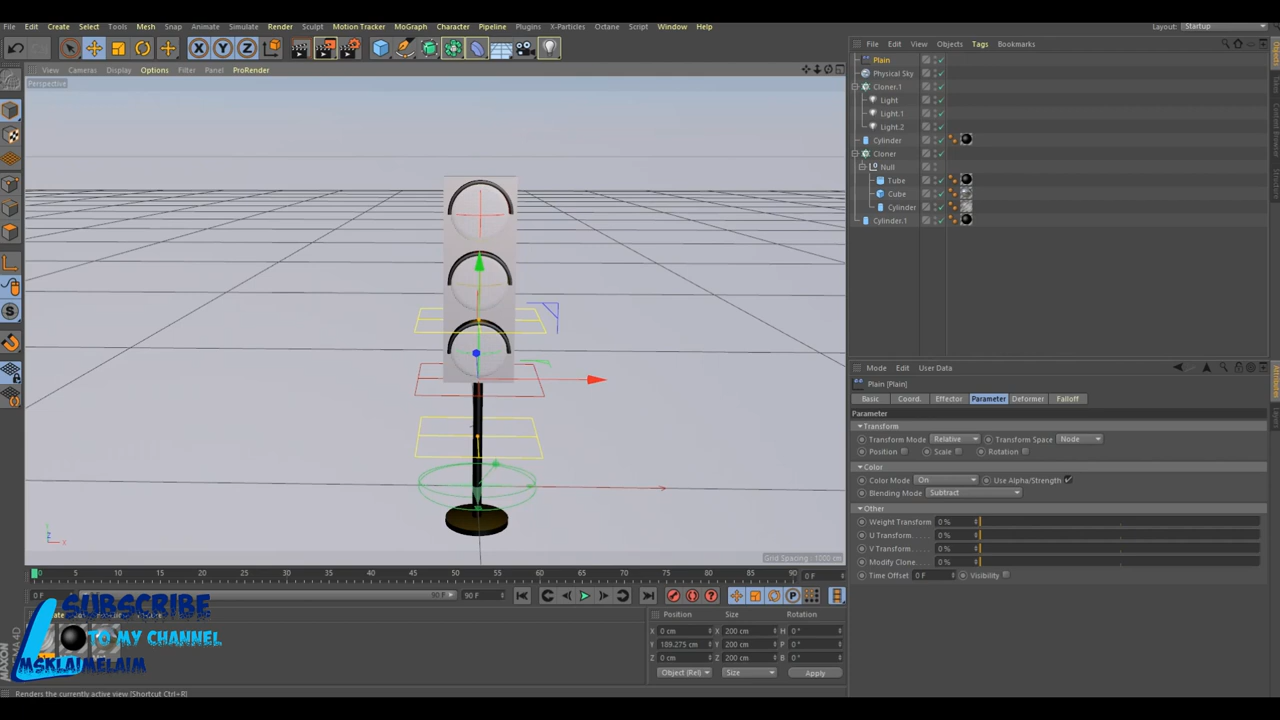 File Edit Create Select Tools Mesh Snap Animate Simulate Render Sculpt Motion Tracker MoGraph Character Pipeline Plugins X-Particles Octane Script Window Help Layout: Startup
File Edit View Objects Tags Bookmarks
View Cameras Display Options Filter Panel ProRender
Perspective
Plain
Physical Sky
Cloner.1
Light
Light.1
Light.2
Cylinder
Cloner
Null
Tube
Cube
Cylinder
Cylinder.1
Mode Edit User Data
Plain [Plain]
Basic Coord. Effector Parameter Deformer Falloff
Parameter
Transform
Transform Mode Relative Transform Space Node
Position Scale Rotation
Color
Color Mode On Use Alpha/Strength
Blending Mode Subtract
Other
Weight Transform 0 %
U Transform 0 %
V Transform 0 %
Modify Clone 0 %
Time Offset 0 F Visibility
Grid Spacing : 1000 cm
0 5 10 15 20 25 30 35 40 45 50 55 60 65 70 75 80 85 90 0 F
0 F 90 F 90 F
Position Size Rotation
X 0 cm X 200 cm H 0 °
Y 189.275 cm Y 200 cm P 0 °
Z 0 cm Z 200 cm B 0 °
Object (Rel) Size Apply
SUBSCRIBE
TO MY CHANNEL
MSKLAIMELAIM
MAXON
Renders the currently active view [Shortcut Ctrl+R]